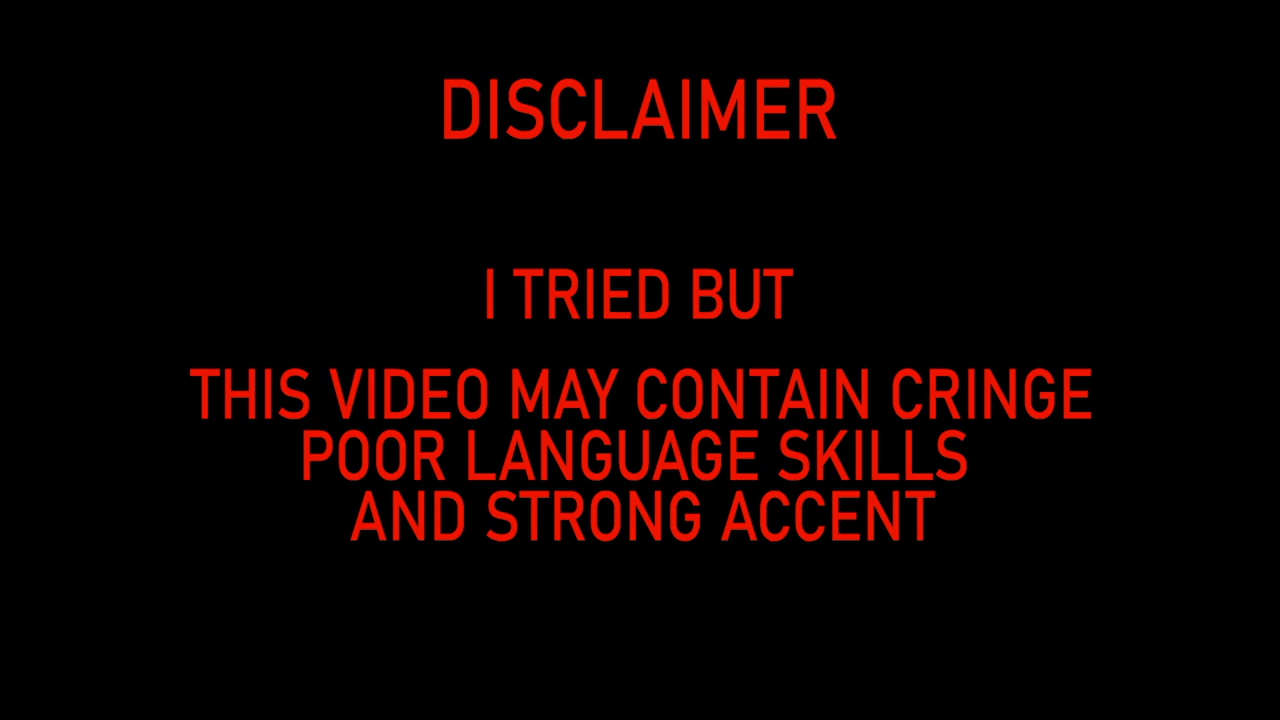 DISCLAIMER
I TRIED BUT
THIS VIDEO MAY CONTAIN CRINGE
POOR LANGUAGE SKILLS
AND STRONG ACCENT